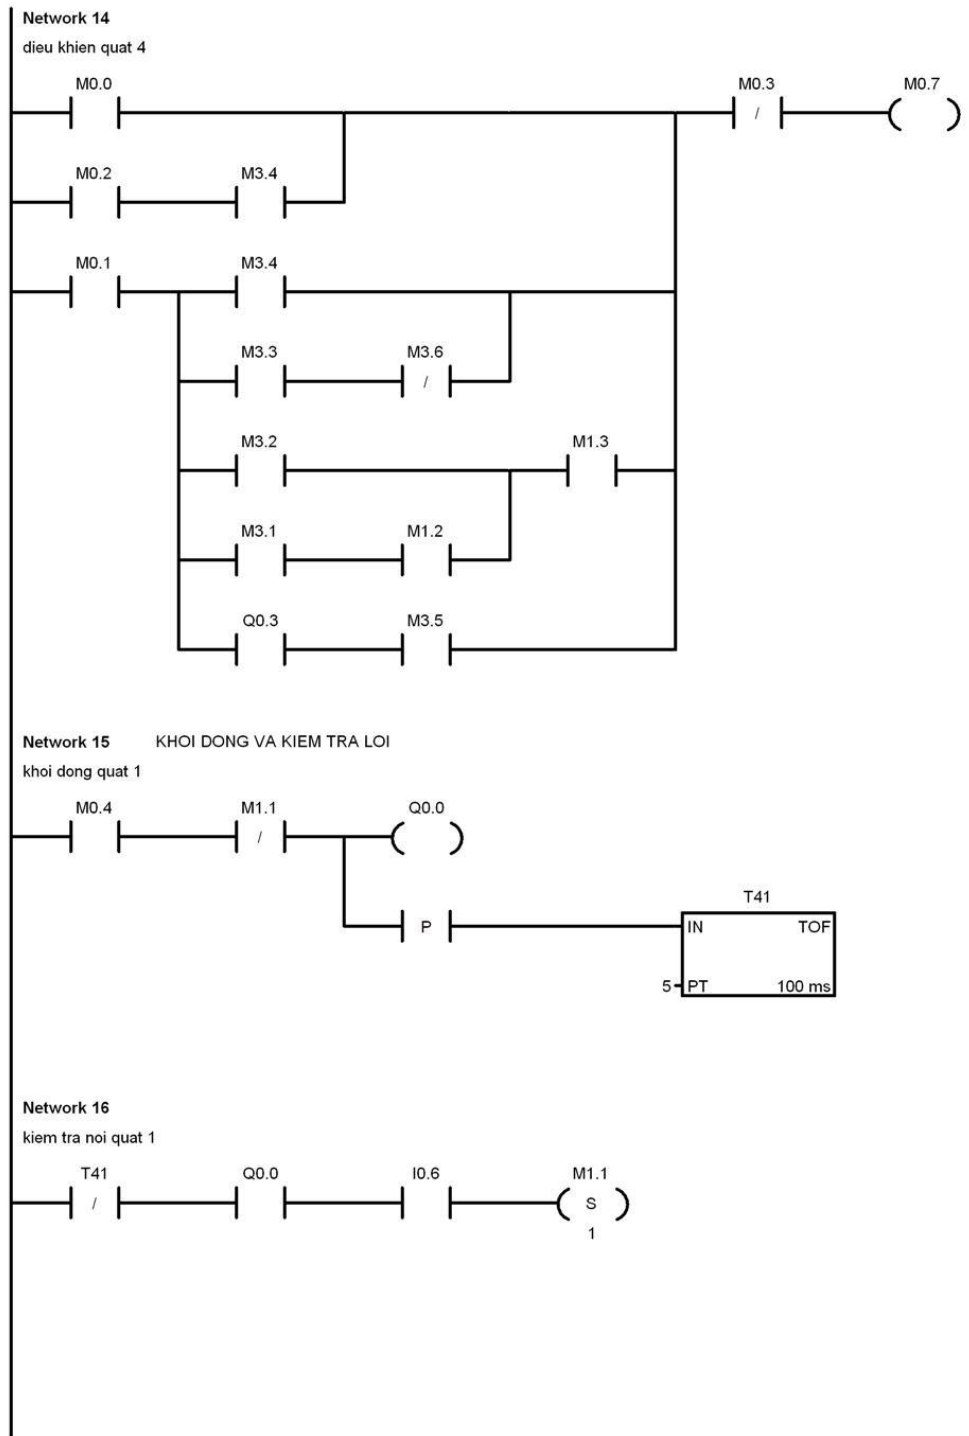 Network 14
dieu khien quat 4
M0.0 M0.3 M0.7
/
M0.2 M3.4
M0.1 M3.4
M3.3 M3.6
/
M3.2 M1.3
M3.1 M1.2
Q0.3 M3.5
Network 15 KHOI DONG VA KIEM TRA LOI
khoi dong quat 1
M0.4 M1.1 Q0.0
/
T41
P IN TOF
5 PT 100 ms
Network 16
kiem tra noi quat 1
T41 Q0.0 I0.6 M1.1
/ S
1